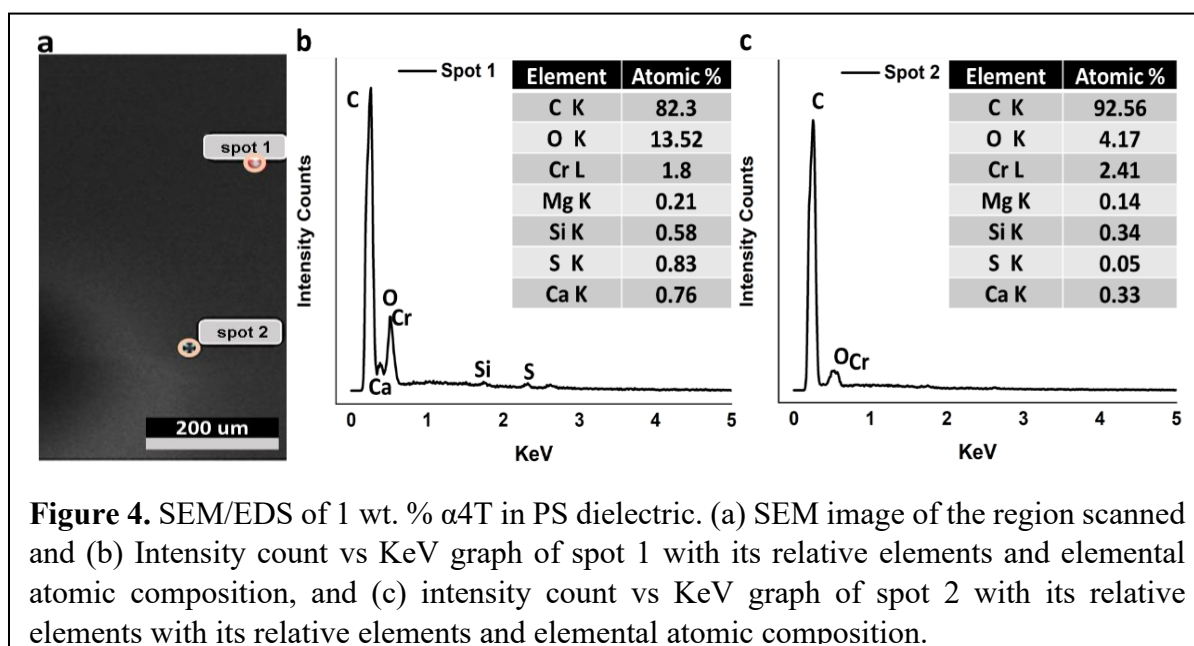 a
spot 1
spot 2
200 um
b
Intensity Counts
Spot 1
C
O
Cr
Ca
Si
S
0 1 2 3 4 5
KeV
Element Atomic %
C K 82.3
O K 13.52
Cr L 1.8
Mg K 0.21
Si K 0.58
S K 0.83
Ca K 0.76
c
Intensity Counts
Spot 2
C
O Cr
0 1 2 3 4 5
KeV
Element Atomic %
C K 92.56
O K 4.17
Cr L 2.41
Mg K 0.14
Si K 0.34
S K 0.05
Ca K 0.33
Figure 4. SEM/EDS of 1 wt. % α4T in PS dielectric. (a) SEM image of the region scanned
and (b) Intensity count vs KeV graph of spot 1 with its relative elements and elemental
atomic composition, and (c) intensity count vs KeV graph of spot 2 with its relative
elements with its relative elements and elemental atomic composition.